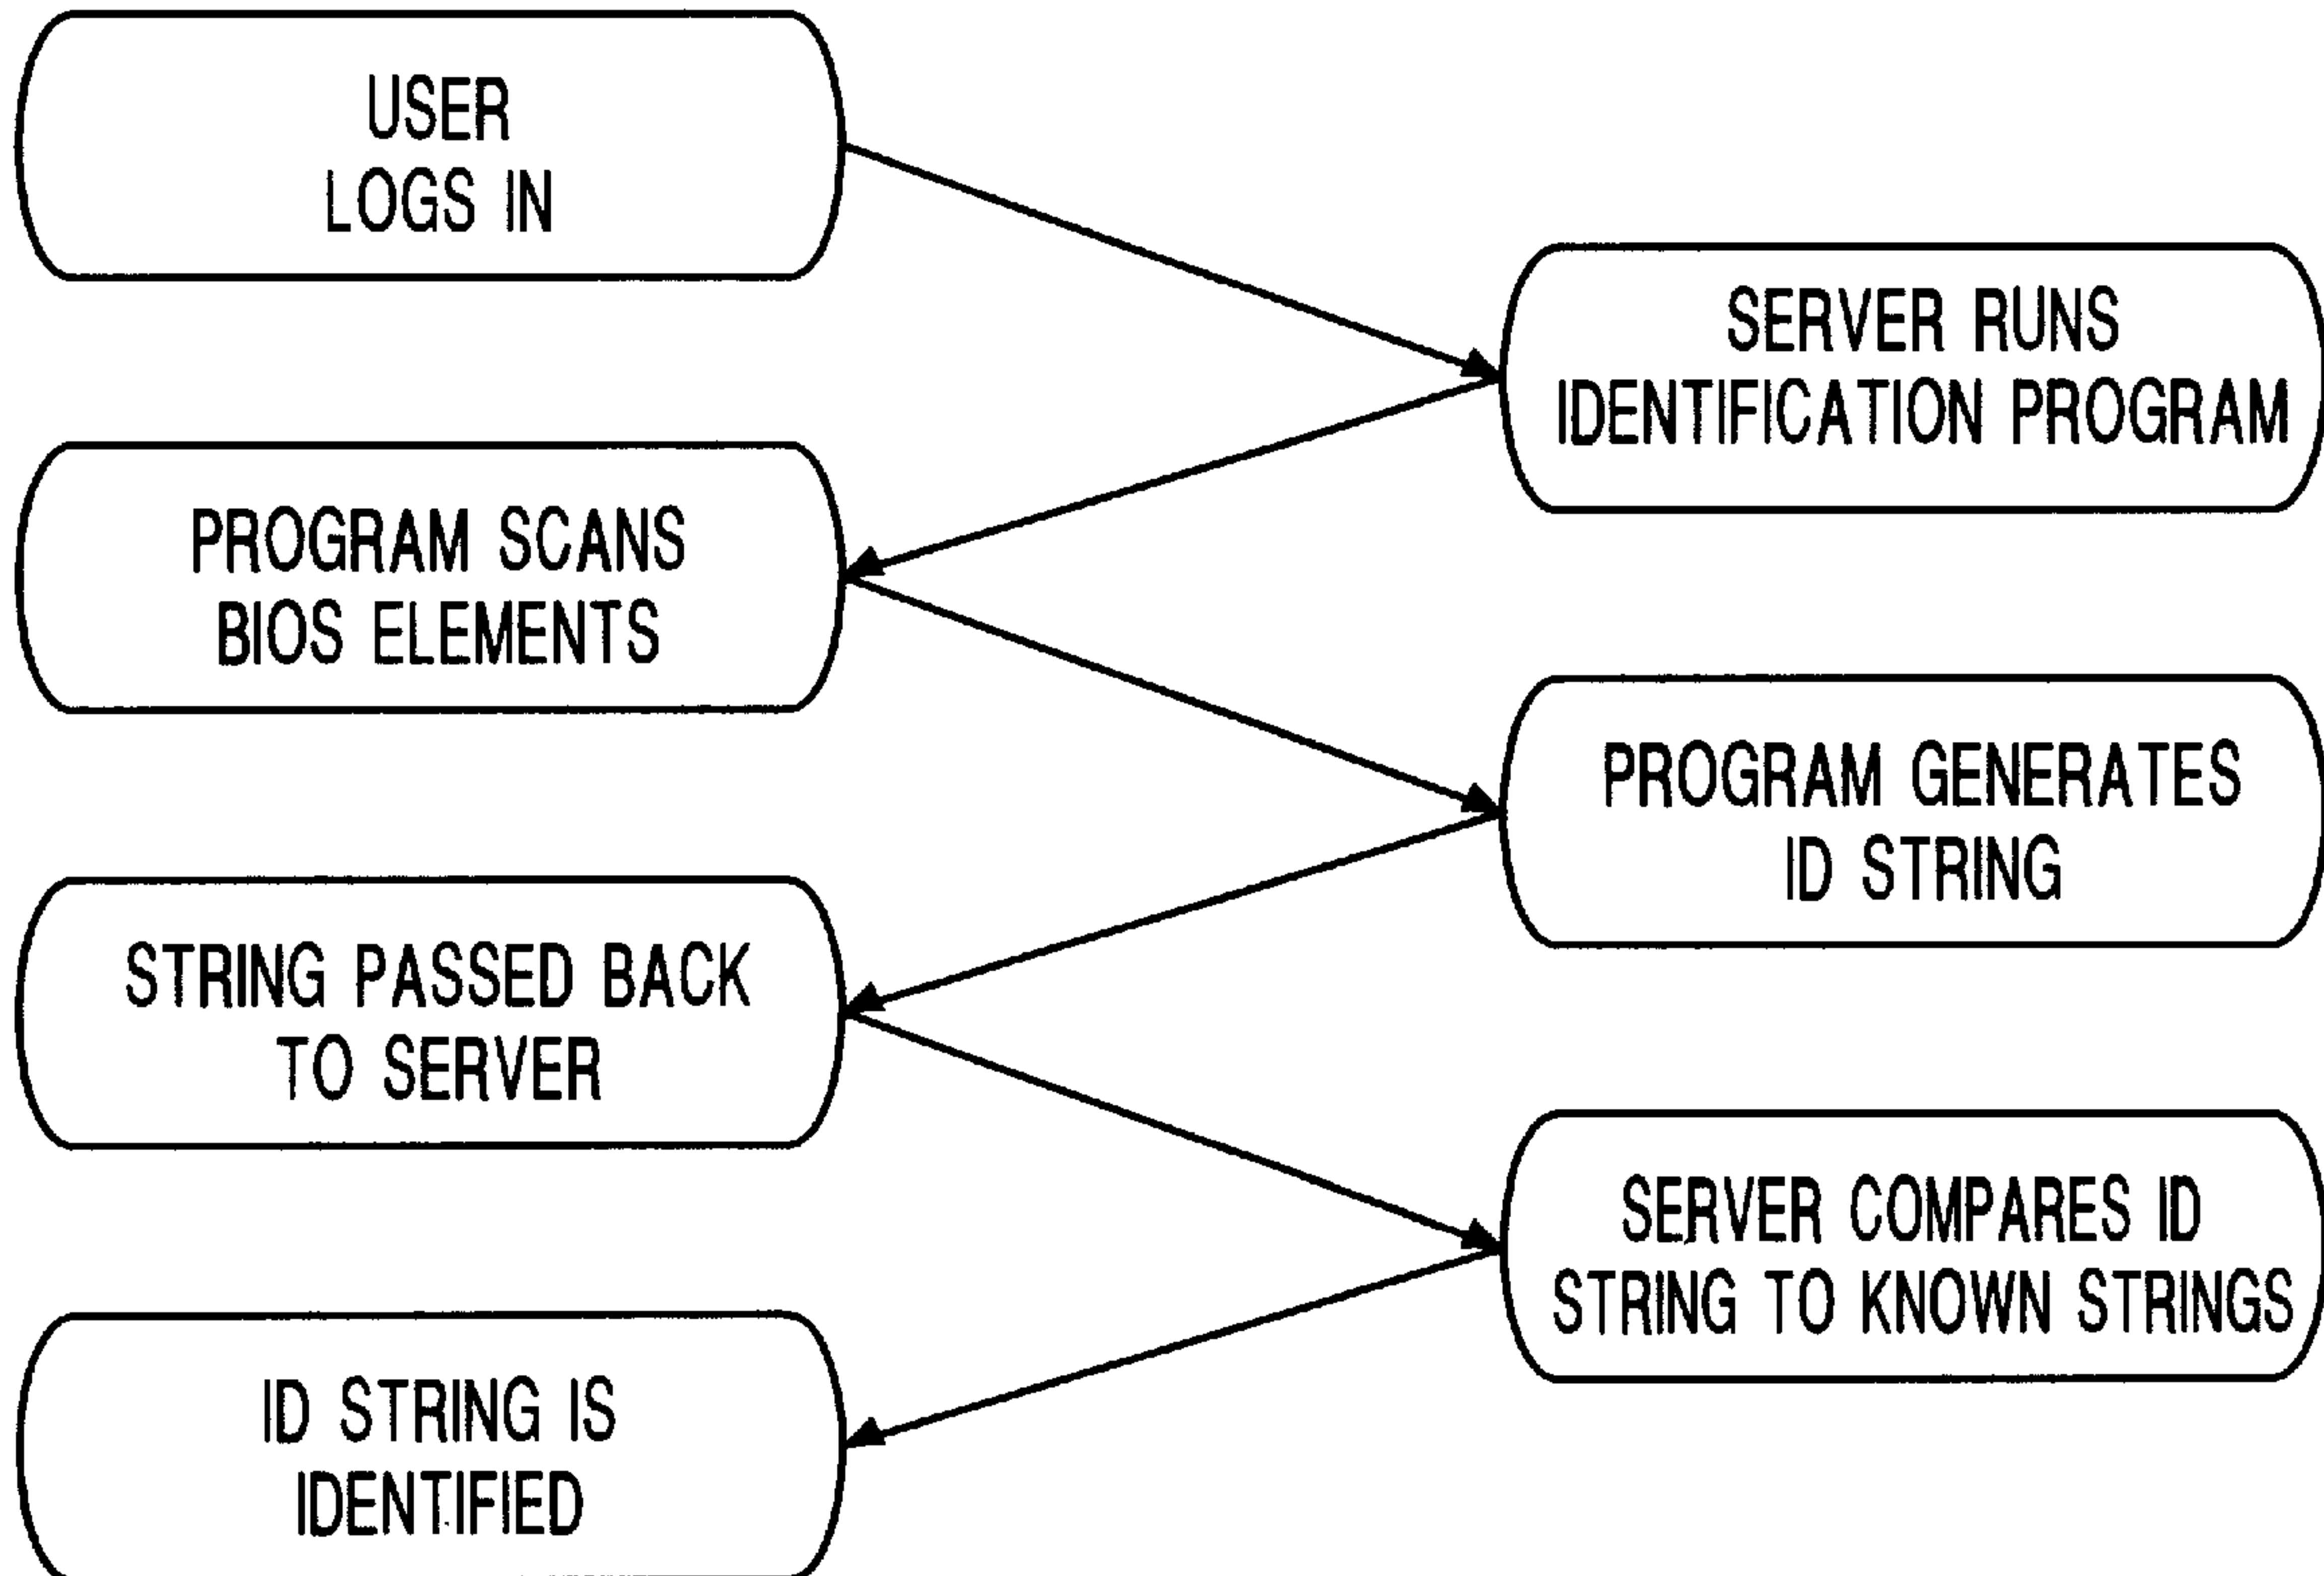 USER
LOGS IN
SERVER RUNS
IDENTIFICATION PROGRAM
PROGRAM SCANS
BIOS ELEMENTS
PROGRAM GENERATES
ID STRING
STRING PASSED BACK
TO SERVER
SERVER COMPARES ID
STRING TO KNOWN STRINGS
ID STRING IS
IDENTIFIED